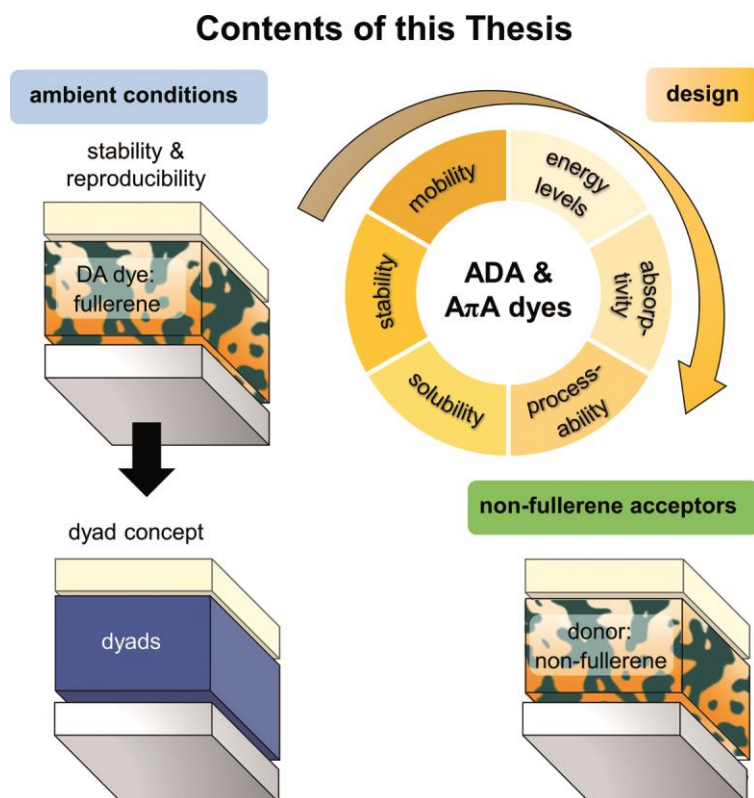 Contents of this Thesis
ambient conditions
stability &
reproducibility
DA dye:
fullerene
dyad concept
dyads
design
mobility
energy
levels
absorp-
tivity
process-
ability
solubility
stability
ADA &
AπA dyes
non-fullerene acceptors
donor:
non-fullerene